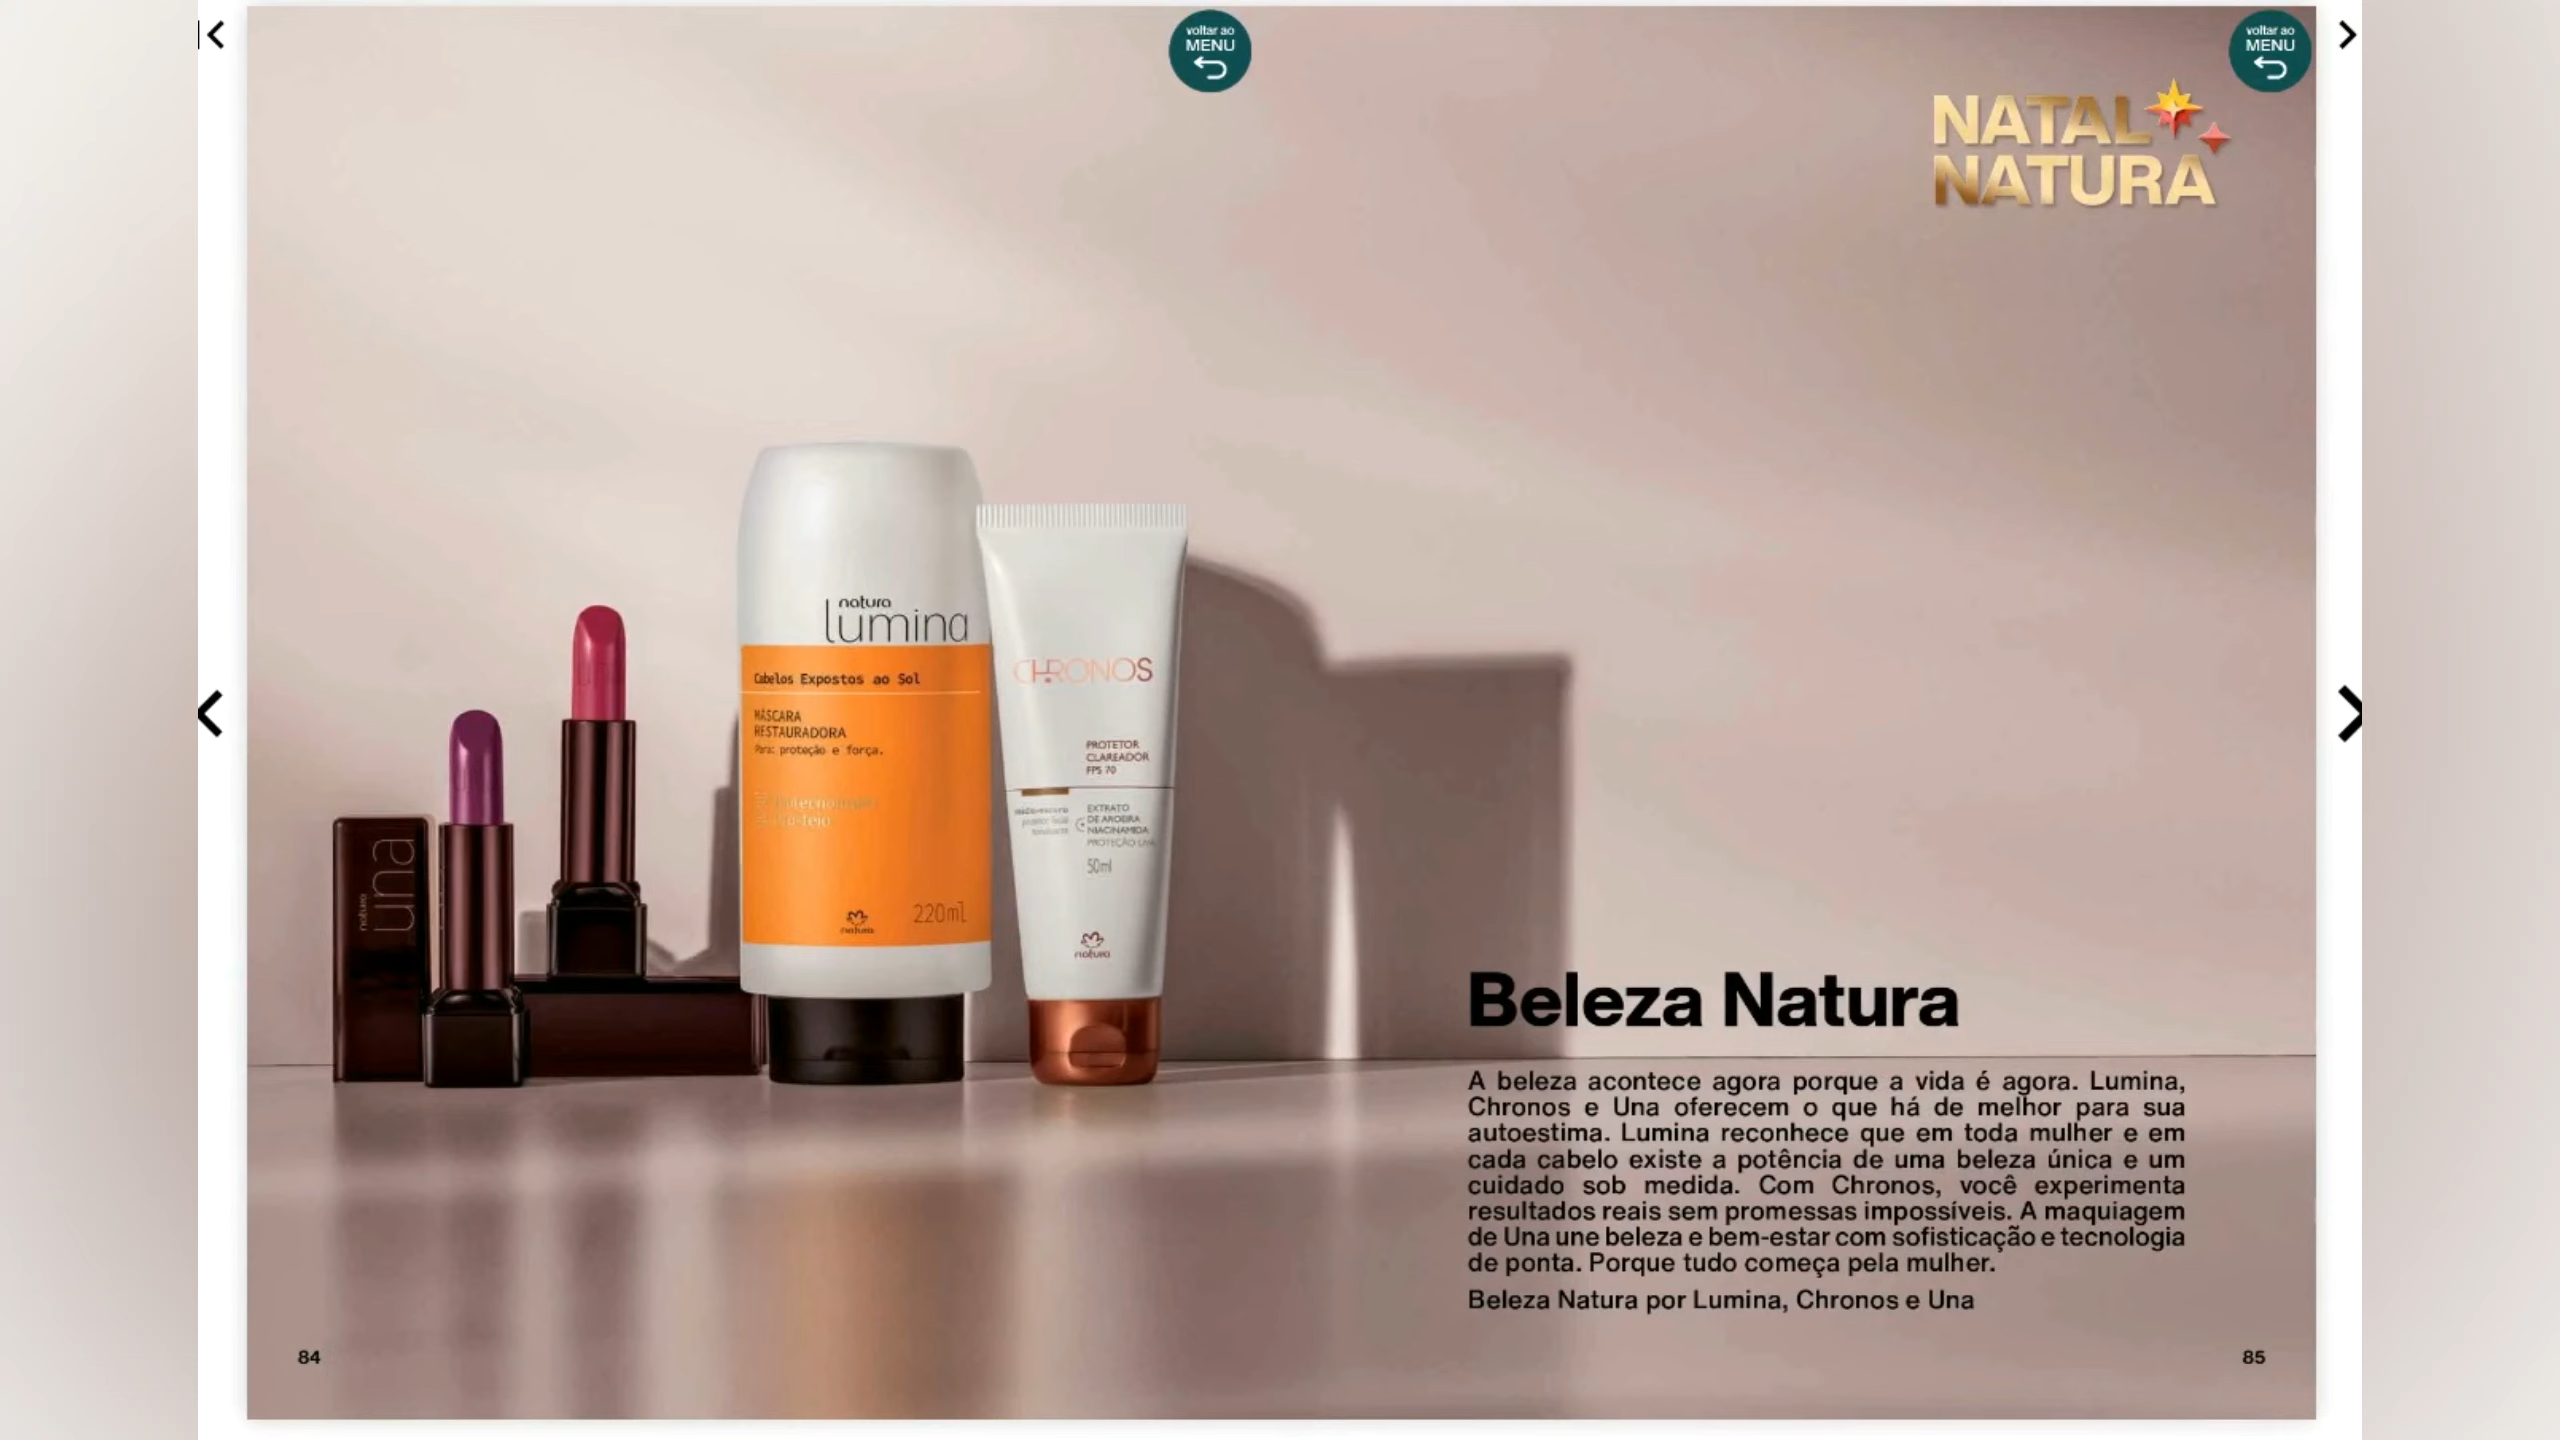 voltar ao
MENU
voltar ao
MENU
NATAL
NATURA
natura
lumina
Cabelos Expostos ao Sol
MÁSCARA
RESTAURADORA
Para: proteção e força.
220ml
natura
CHRONOS
PROTETOR
CLAREADOR
FPS 70
EXTRATO
DE AROEIRA
NIACINAMIDA
PROTEÇÃO UVA
50ml
natura
natura
una
Beleza Natura
A beleza acontece agora porque a vida é agora. Lumina,
Chronos e Una oferecem o que há de melhor para sua
autoestima. Lumina reconhece que em toda mulher e em
cada cabelo existe a potência de uma beleza única e um
cuidado sob medida. Com Chronos, você experimenta
resultados reais sem promessas impossíveis. A maquiagem
de Una une beleza e bem-estar com sofisticação e tecnologia
de ponta. Porque tudo começa pela mulher.
Beleza Natura por Lumina, Chronos e Una
84
85